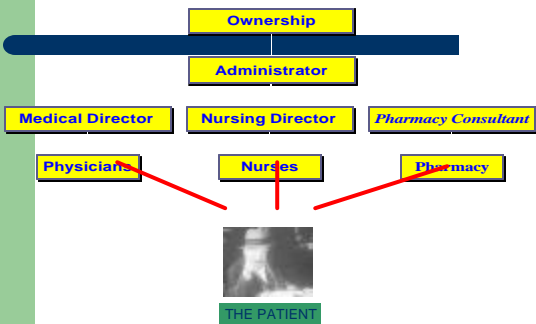 Ownership
Administrator
Medical Director
Nursing Director
Pharmacy Consultant
Physicians
Nurses
Pharmacy
THE PATIENT